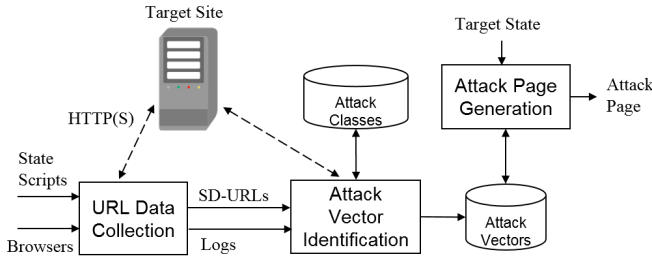 Target Site
Target State
HTTP(S)
Attack
Classes
Attack Page
Generation
Attack
Page
State
Scripts
Browsers
URL Data
Collection
SD-URLs
Logs
Attack
Vector
Identification
Attack
Vectors